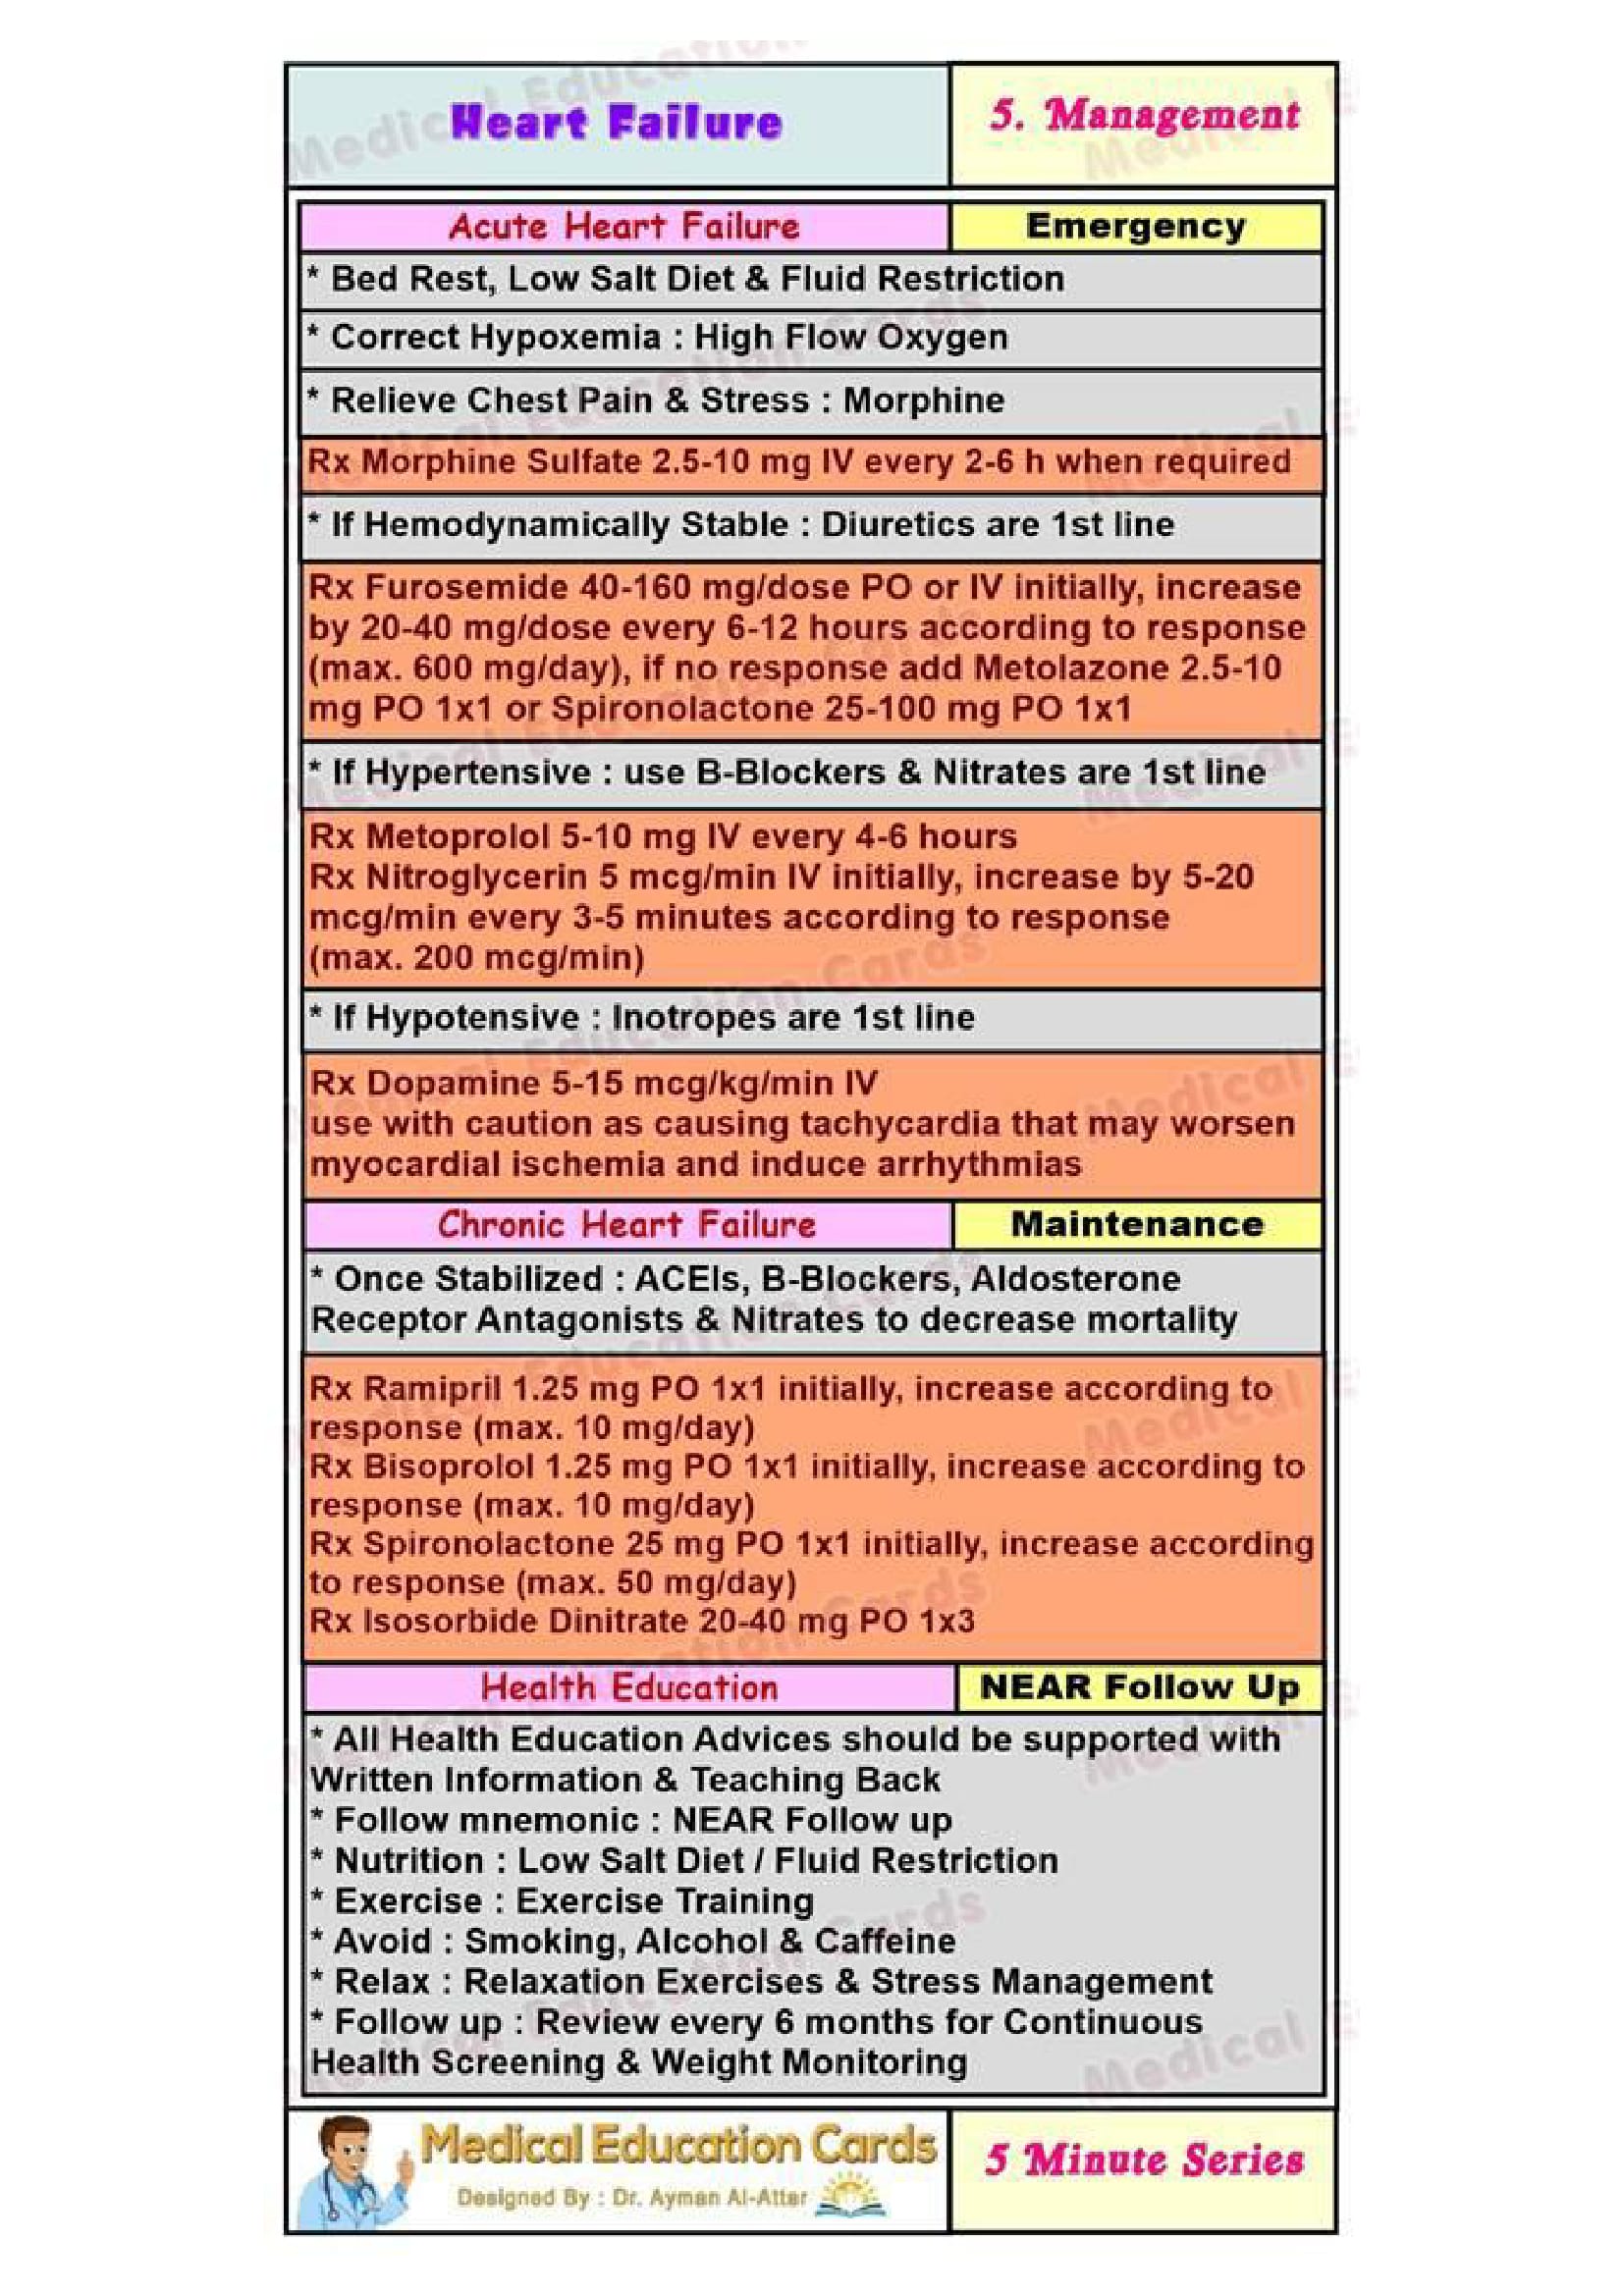 Heart Failure
5. Management
Acute Heart Failure
Emergency
* Bed Rest, Low Salt Diet & Fluid Restriction
* Correct Hypoxemia : High Flow Oxygen
* Relieve Chest Pain & Stress : Morphine
Rx Morphine Sulfate 2.5-10 mg IV every 2-6 h when required
* If Hemodynamically Stable : Diuretics are 1st line
Rx Furosemide 40-160 mg/dose PO or IV initially, increase
by 20-40 mg/dose every 6-12 hours according to response
(max. 600 mg/day), if no response add Metolazone 2.5-10
mg PO 1x1 or Spironolactone 25-100 mg PO 1x1
* If Hypertensive : use B-Blockers & Nitrates are 1st line
Rx Metoprolol 5-10 mg IV every 4-6 hours
Rx Nitroglycerin 5 mcg/min IV initially, increase by 5-20
mcg/min every 3-5 minutes according to response
(max. 200 mcg/min)
* If Hypotensive : Inotropes are 1st line
Rx Dopamine 5-15 mcg/kg/min IV
use with caution as causing tachycardia that may worsen
myocardial ischemia and induce arrhythmias
Chronic Heart Failure
Maintenance
* Once Stabilized : ACEIs, B-Blockers, Aldosterone
Receptor Antagonists & Nitrates to decrease mortality
Rx Ramipril 1.25 mg PO 1x1 initially, increase according to
response (max. 10 mg/day)
Rx Bisoprolol 1.25 mg PO 1x1 initially, increase according to
response (max. 10 mg/day)
Rx Spironolactone 25 mg PO 1x1 initially, increase according
to response (max. 50 mg/day)
Rx Isosorbide Dinitrate 20-40 mg PO 1x3
Health Education
NEAR Follow Up
* All Health Education Advices should be supported with
Written Information & Teaching Back
* Follow mnemonic : NEAR Follow up
* Nutrition : Low Salt Diet / Fluid Restriction
* Exercise : Exercise Training
* Avoid : Smoking, Alcohol & Caffeine
* Relax : Relaxation Exercises & Stress Management
* Follow up : Review every 6 months for Continuous
Health Screening & Weight Monitoring
Medical Education Cards
Designed By : Dr. Ayman Al-Attar
5 Minute Series